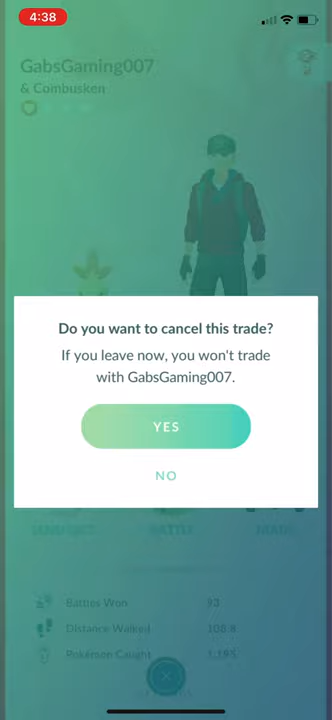 4:38
GabsGaming007
& Combusken
Do you want to cancel this trade?
If you leave now, you won't trade
with GabsGaming007.
YES
NO
BATTLE
TRADE
Battles Won 93
Distance Walked
Pokémon Caught